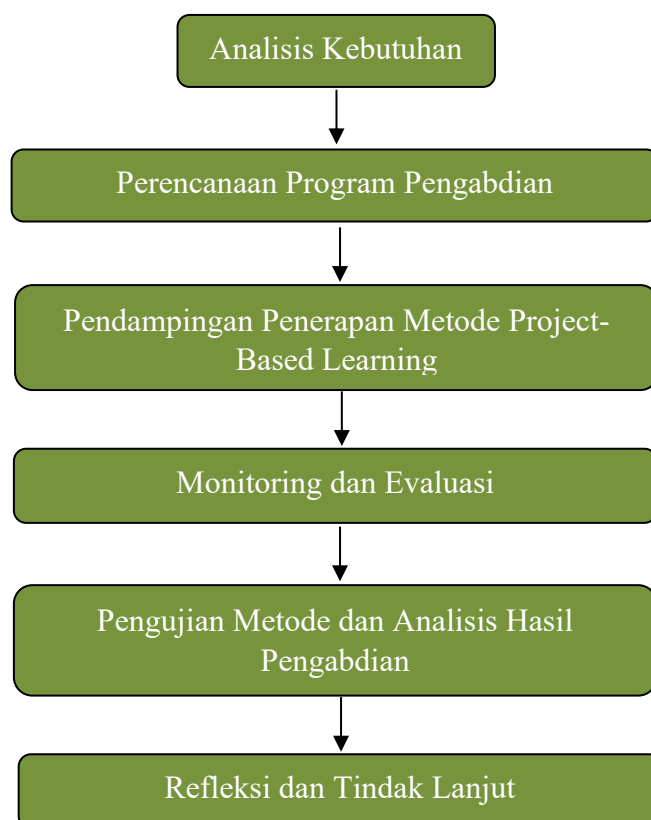 Analisis Kebutuhan
Perencanaan Program Pengabdian
Pendampingan Penerapan Metode Project-
Based Learning
Monitoring dan Evaluasi
Pengujian Metode dan Analisis Hasil
Pengabdian
Refleksi dan Tindak Lanjut